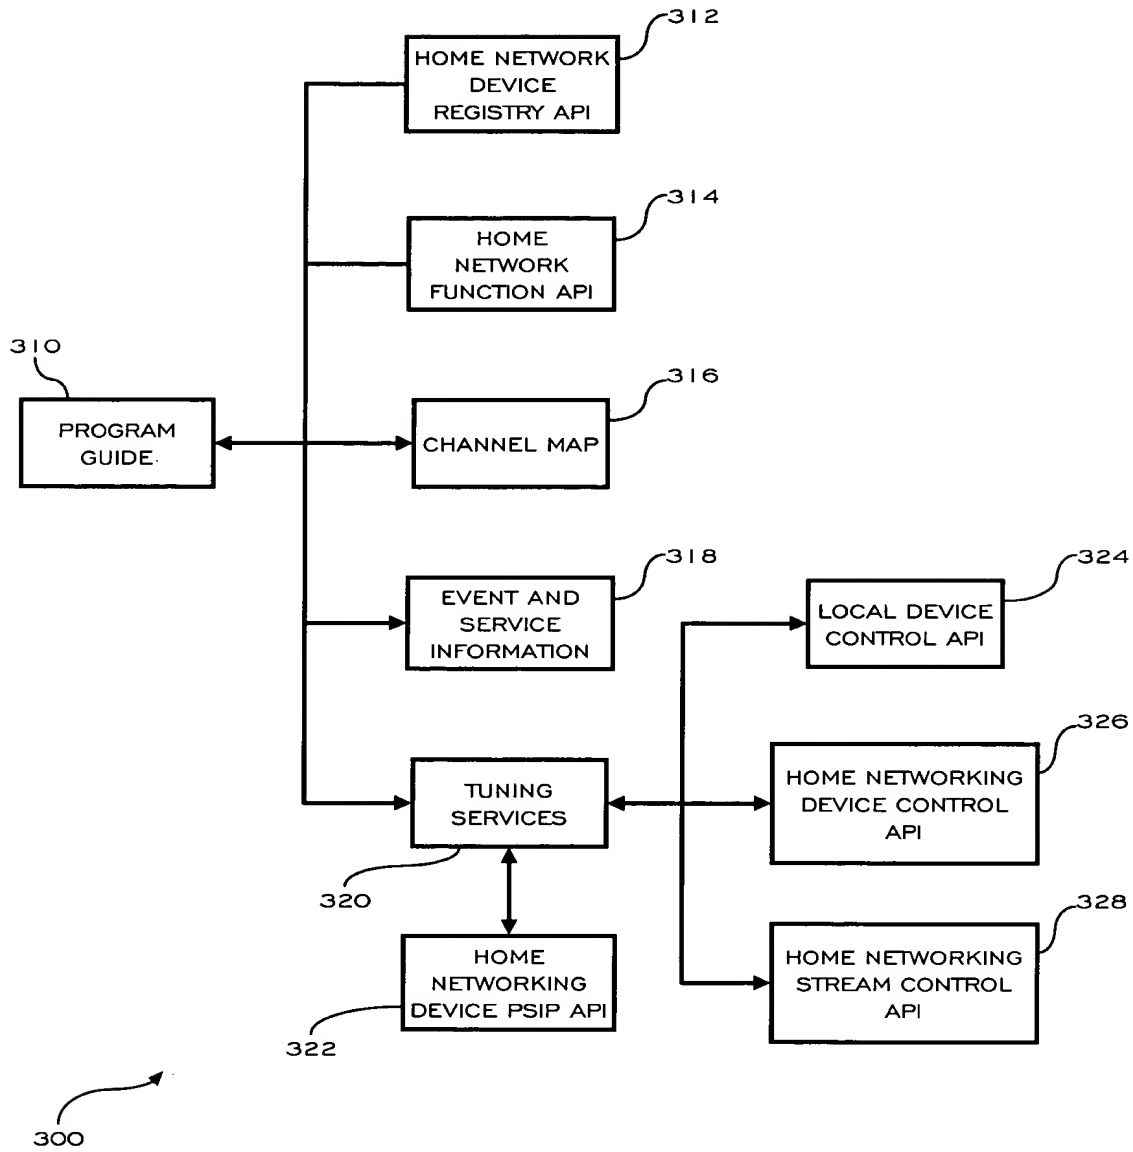 312
HOME NETWORK
DEVICE
REGISTRY API
314
HOME
NETWORK
FUNCTION API
310
PROGRAM
GUIDE
316
CHANNEL MAP
318
EVENT AND
SERVICE
INFORMATION
324
LOCAL DEVICE
CONTROL API
326
HOME NETWORKING
DEVICE CONTROL
API
TUNING
SERVICES
320
328
HOME NETWORKING
STREAM CONTROL
API
HOME
NETWORKING
DEVICE PSIP API
322
300